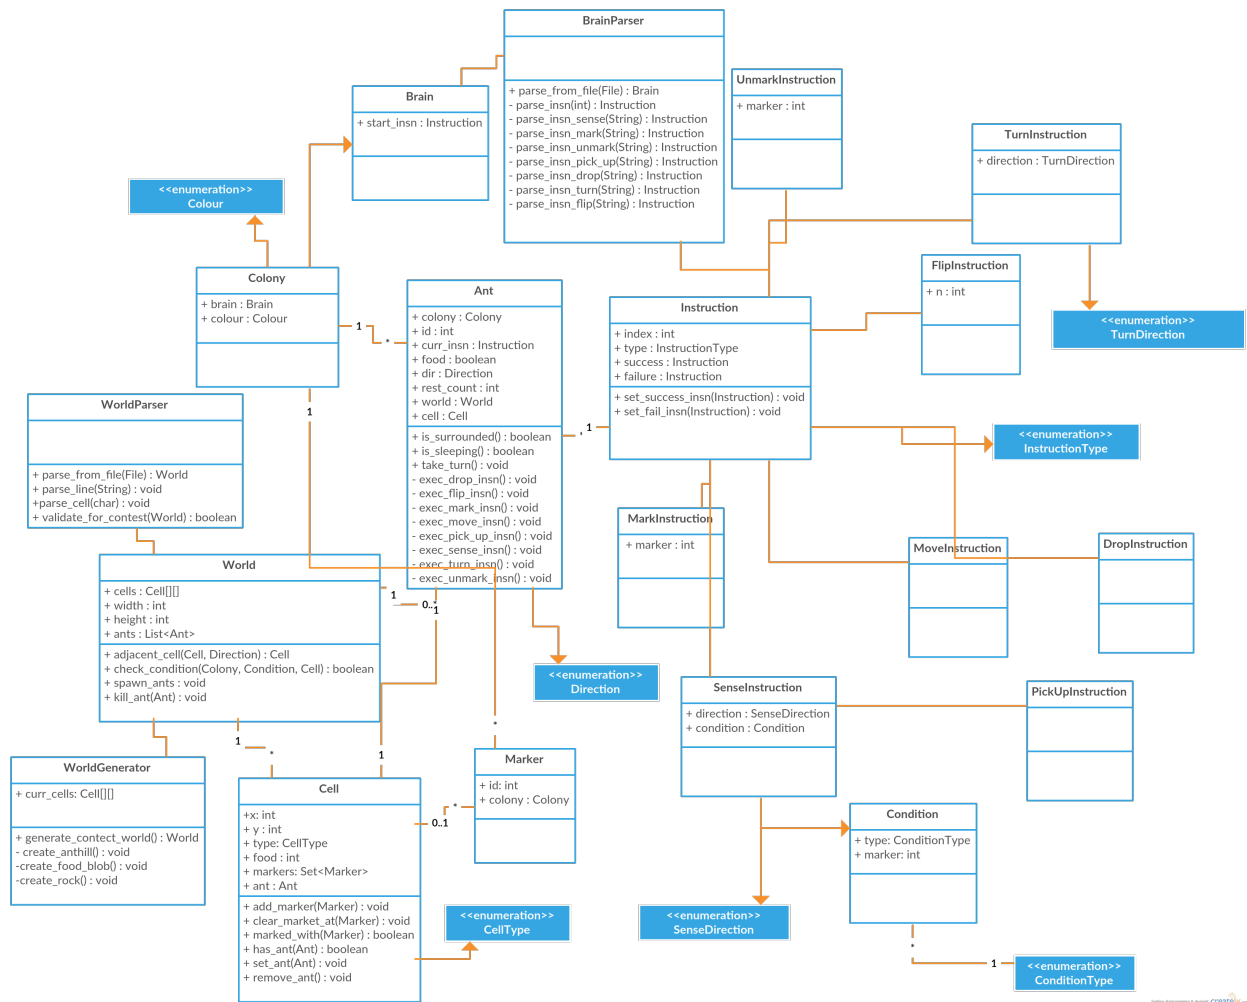 BrainParser
+ parse_from_file(File) : Brain
- parse_insn(int) : Instruction
- parse_insn_sense(String) : Instruction
- parse_insn_mark(String) : Instruction
- parse_insn_unmark(String) : Instruction
- parse_insn_pick_up(String) : Instruction
- parse_insn_drop(String) : Instruction
- parse_insn_turn(String) : Instruction
- parse_insn_flip(String) : Instruction
UnmarkInstruction
+ marker : int
Brain
+ start_insn : Instruction
TurnInstruction
+ direction : TurnDirection
<<enumeration>>
Colour
Colony
+ brain : Brain
+ colour : Colour
1
*
1
Ant
+ colony : Colony
+ id : int
+ curr_insn : Instruction
+ food : boolean
+ dir : Direction
+ rest_count : int
+ world : World
+ cell : Cell
+ is_surrounded() : boolean
+ is_sleeping() : boolean
+ take_turn() : void
- exec_drop_insn() : void
- exec_flip_insn() : void
- exec_mark_insn() : void
- exec_move_insn() : void
- exec_pick_up_insn() : void
- exec_sense_insn() : void
- exec_turn_insn() : void
- exec_unmark_insn() : void
FlipInstruction
+ n : int
Instruction
+ index : int
+ type : InstructionType
+ success : Instruction
+ failure : Instruction
+ set_success_insn(Instruction) : void
+ set_fail_insn(Instruction) : void
<<enumeration>>
TurnDirection
* 1
<<enumeration>>
InstructionType
WorldParser
+ parse_from_file(File) : World
+ parse_line(String) : void
+parse_cell(char) : void
+ validate_for_contest(World) : boolean
MarkInstruction
+ marker : int
MoveInstruction
DropInstruction
World
+ cells : Cell[][]
+ width : int
+ height : int
+ ants : List<Ant>
+ adjacent_cell(Cell, Direction) : Cell
+ check_condition(Colony, Condition, Cell) : boolean
+ spawn_ants : void
+ kill_ant(Ant) : void
1
0..*
1
<<enumeration>>
Direction
SenseInstruction
+ direction : SenseDirection
+ condition : Condition
PickUpInstruction
1
*
1
*
WorldGenerator
+ curr_cells: Cell[][]
+ generate_contect_world() : World
- create_anthill() : void
-create_food_blob() : void
-create_rock() : void
Cell
+x: int
+ y : int
+ type: CellType
+ food : int
+ markers: Set<Marker>
+ ant : Ant
+ add_marker(Marker) : void
+ clear_market_at(Marker) : void
+ marked_with(Marker) : boolean
+ has_ant(Ant) : boolean
+ set_ant(Ant) : void
+ remove_ant() : void
0..1
*
Marker
+ id: int
+ colony : Colony
Condition
+ type: ConditionType
+ marker: int
<<enumeration>>
CellType
<<enumeration>>
SenseDirection
*
1
<<enumeration>>
ConditionType